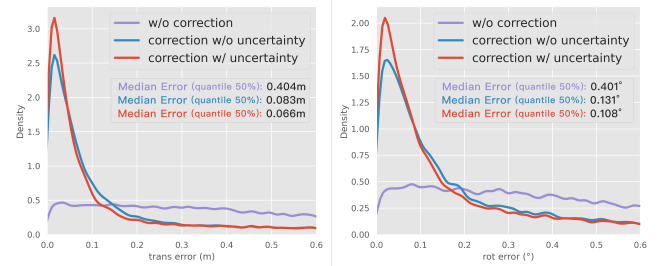 w/o correction
correction w/o uncertainty
correction w/ uncertainty
Median Error (quantile 50%): 0.404m
Median Error (quantile 50%): 0.083m
Median Error (quantile 50%): 0.066m
Density
3.0
2.5
2.0
1.5
1.0
0.5
0.0
0.0 0.1 0.2 0.3 0.4 0.5 0.6
trans error (m)
w/o correction
correction w/o uncertainty
correction w/ uncertainty
Median Error (quantile 50%): 0.401°
Median Error (quantile 50%): 0.131°
Median Error (quantile 50%): 0.108°
Density
2.00
1.75
1.50
1.25
1.00
0.75
0.50
0.25
0.00
0.0 0.1 0.2 0.3 0.4 0.5 0.6
rot error (°)